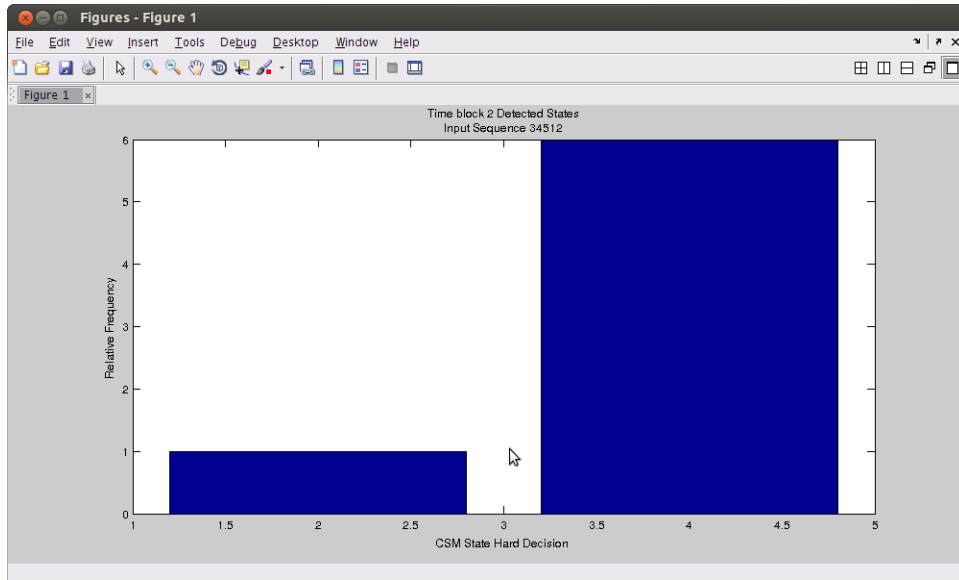 Figures - Figure 1
File Edit View Insert Tools Debug Desktop Window Help
Figure 1
Time block 2 Detected States
Input Sequence 34512
6
5
4
3
2
1
0
Relative Frequency
1 1.5 2 2.5 3 3.5 4 4.5 5
CSM State Hard Decision